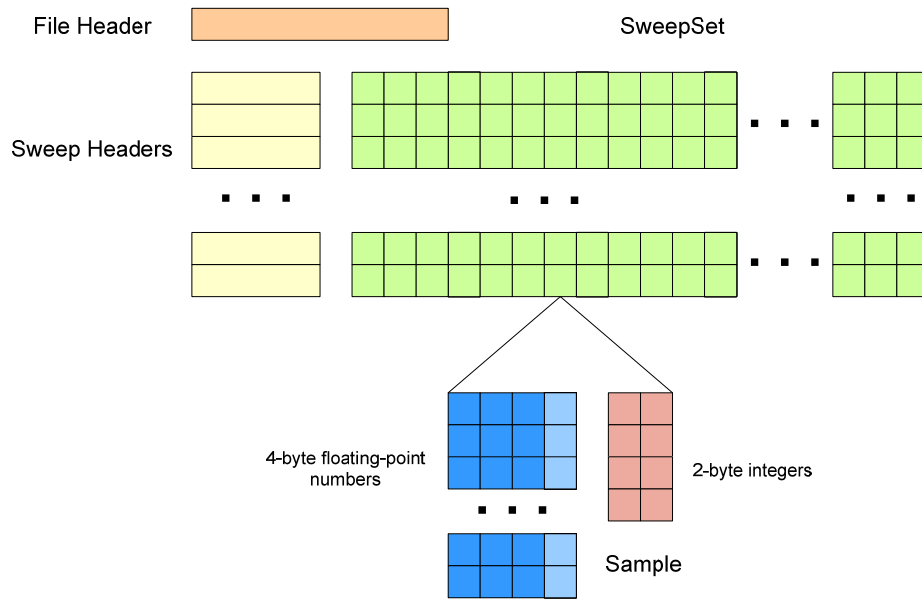 File Header
SweepSet
Sweep Headers
4-byte floating-point
numbers
2-byte integers
Sample